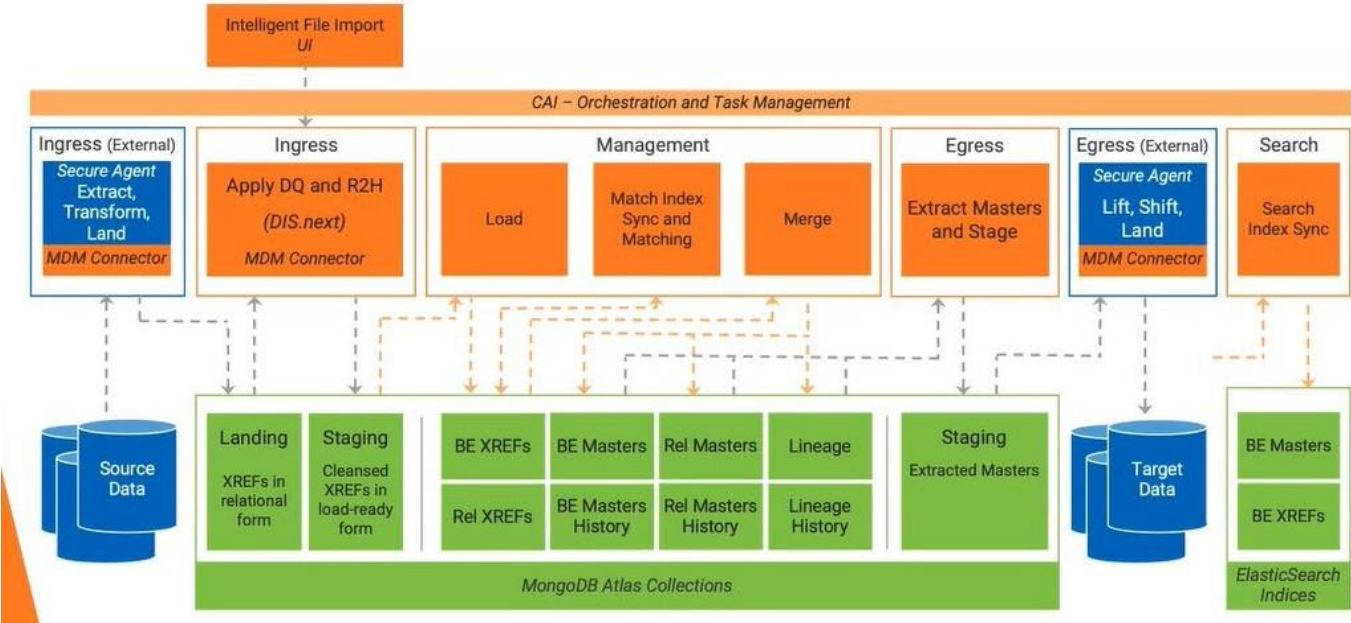 Intelligent File Import
UI
CAI – Orchestration and Task Management
Ingress (External)
Secure Agent
Extract,
Transform,
Land
MDM Connector
Ingress
Apply DQ and R2H
(DIS.next)
MDM Connector
Management
Load
Match Index
Sync and
Matching
Merge
Egress
Extract Masters
and Stage
Egress (External)
Secure Agent
Lift, Shift,
Land
MDM Connector
Search
Search
Index Sync
Source
Data
Landing
XREFs in
relational
form
Staging
Cleansed
XREFs in
load-ready
form
BE XREFs
BE Masters
Rel Masters
Lineage
Rel XREFs
BE Masters
History
Rel Masters
History
Lineage
History
Staging
Extracted Masters
MongoDB Atlas Collections
Target
Data
BE Masters
BE XREFs
ElasticSearch
Indices